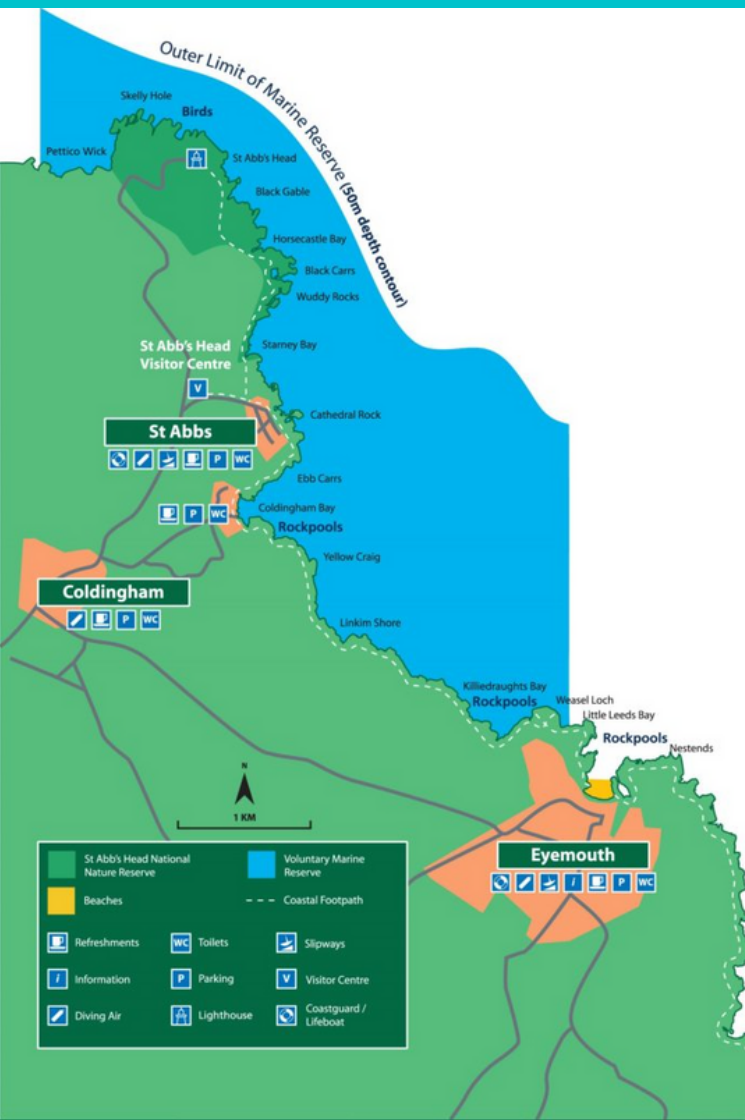 Outer Limit of Marine Reserve (50m depth contour)
Skelly Hole
Birds
Pettico Wick
St Abb's Head
Black Gable
Horsecastle Bay
Black Carrs
Wuddy Rocks
St Abb's Head
Visitor Centre
Starney Bay
V
Cathedral Rock
St Abbs
P WC
Ebb Carrs
P WC
Coldingham Bay
Rockpools
Yellow Craig
Coldingham
P WC
Linkim Shore
Killiedraughts Bay
Rockpools
Weasel Loch
Little Leeds Bay
Rockpools
Nestends
N
1 KM
Eyemouth
i P WC
St Abb's Head National
Nature Reserve
Voluntary Marine
Reserve
Beaches
Coastal Footpath
Refreshments
WC Toilets
Slipways
i Information
P Parking
V Visitor Centre
Diving Air
Lighthouse
Coastguard /
Lifeboat